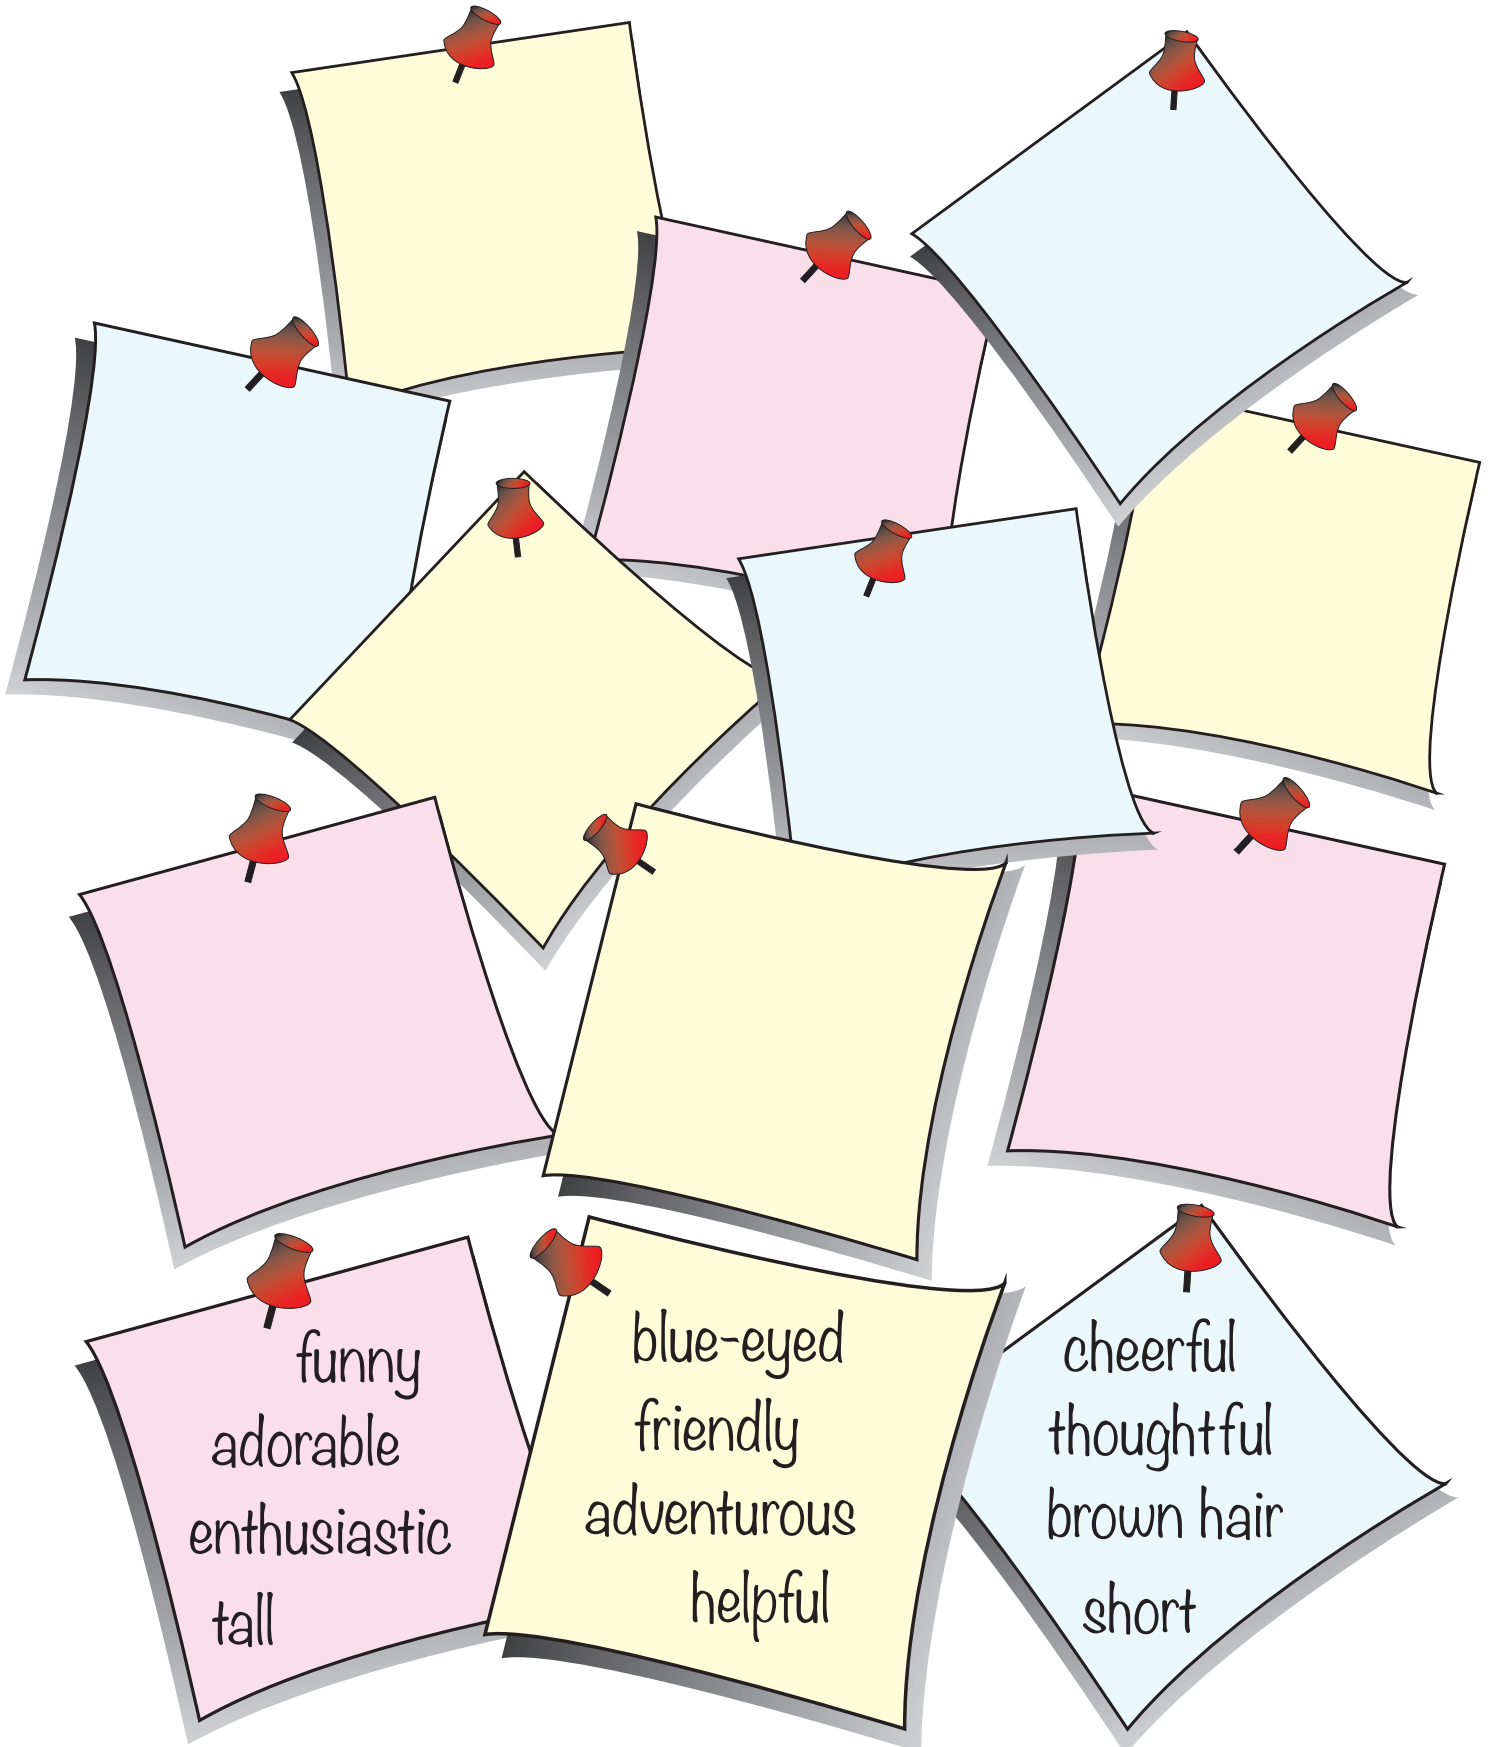 funny
adorable
enthusiastic
tall
blue-eyed
friendly
adventurous
helpful
cheerful
thoughtful
brown hair
short